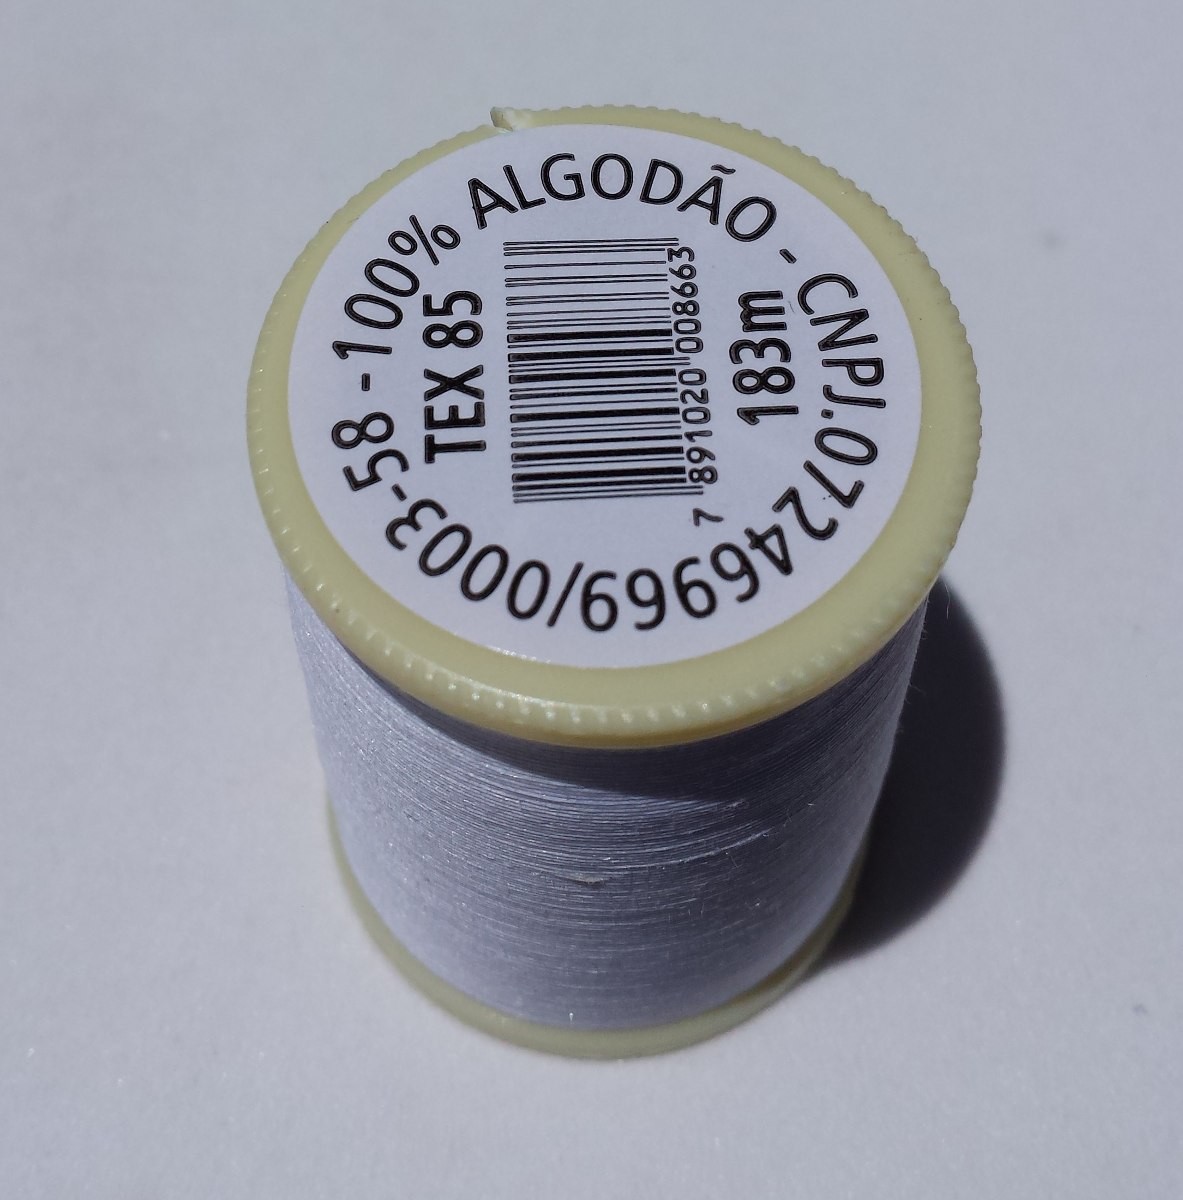 100% ALGODÃO - CNPJ.07246969/0003-58 -
TEX 85
7 891020 008663
183m